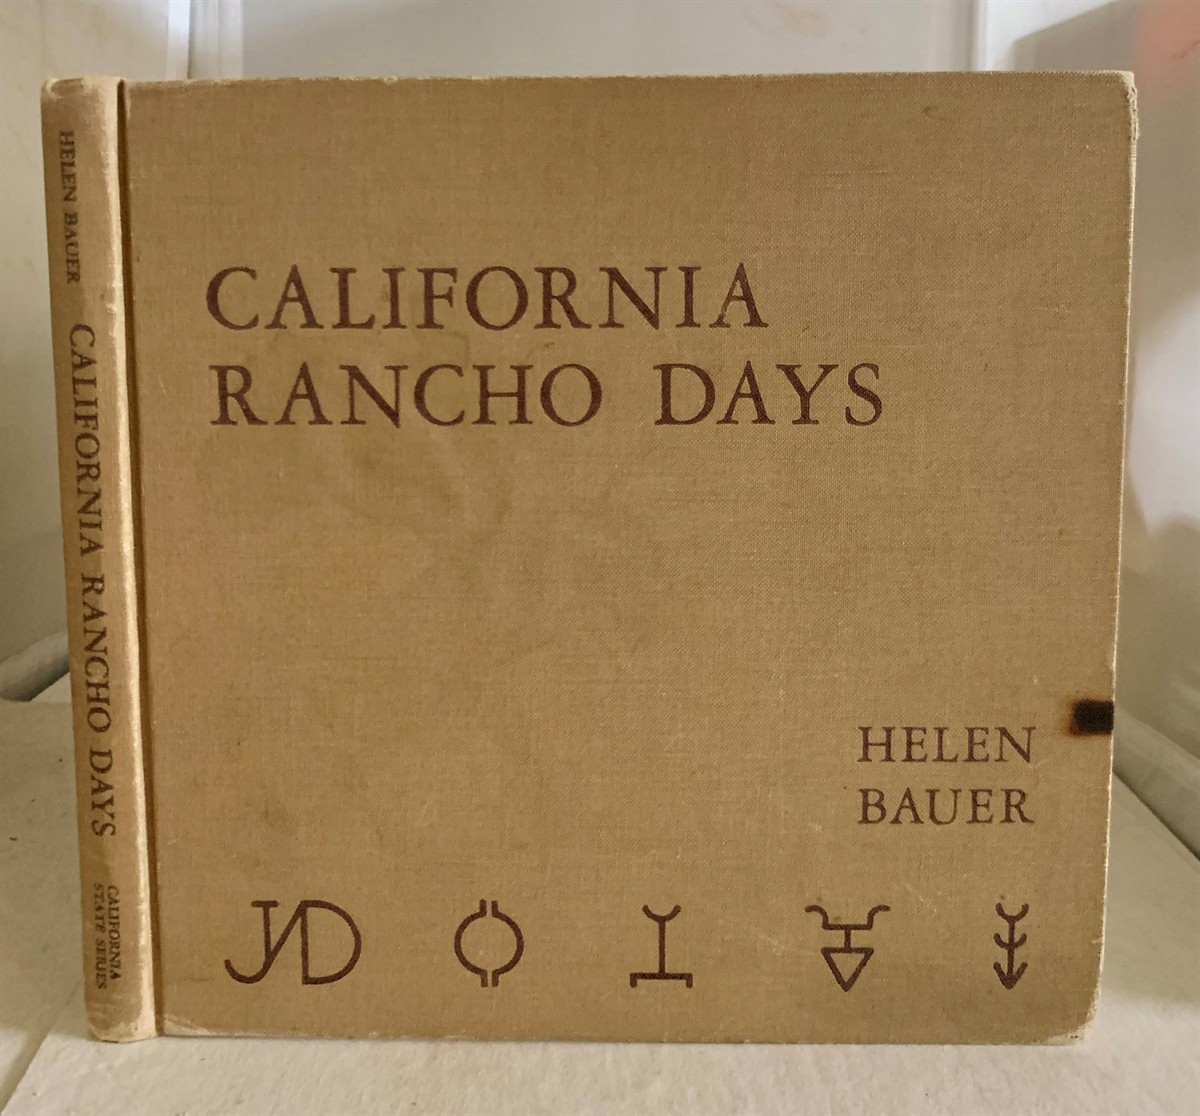 HELEN BAUER
CALIFORNIA RANCHO DAYS
CALIFORNIA
STATE SERIES
CALIFORNIA
RANCHO DAYS
HELEN
BAUER